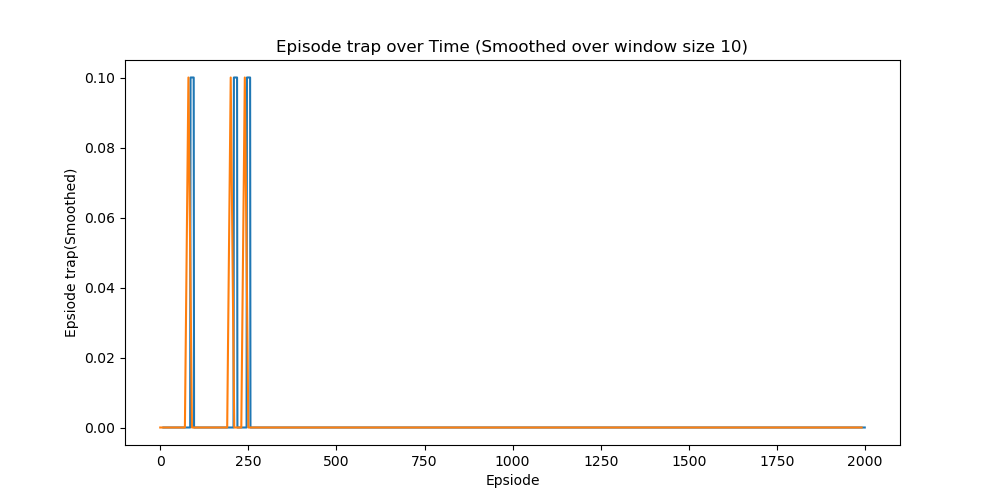 Episode trap over Time (Smoothed over window size 10)
Epsiode trap(Smoothed)
0.10
0.08
0.06
0.04
0.02
0.00
0 250 500 750 1000 1250 1500 1750 2000
Epsiode